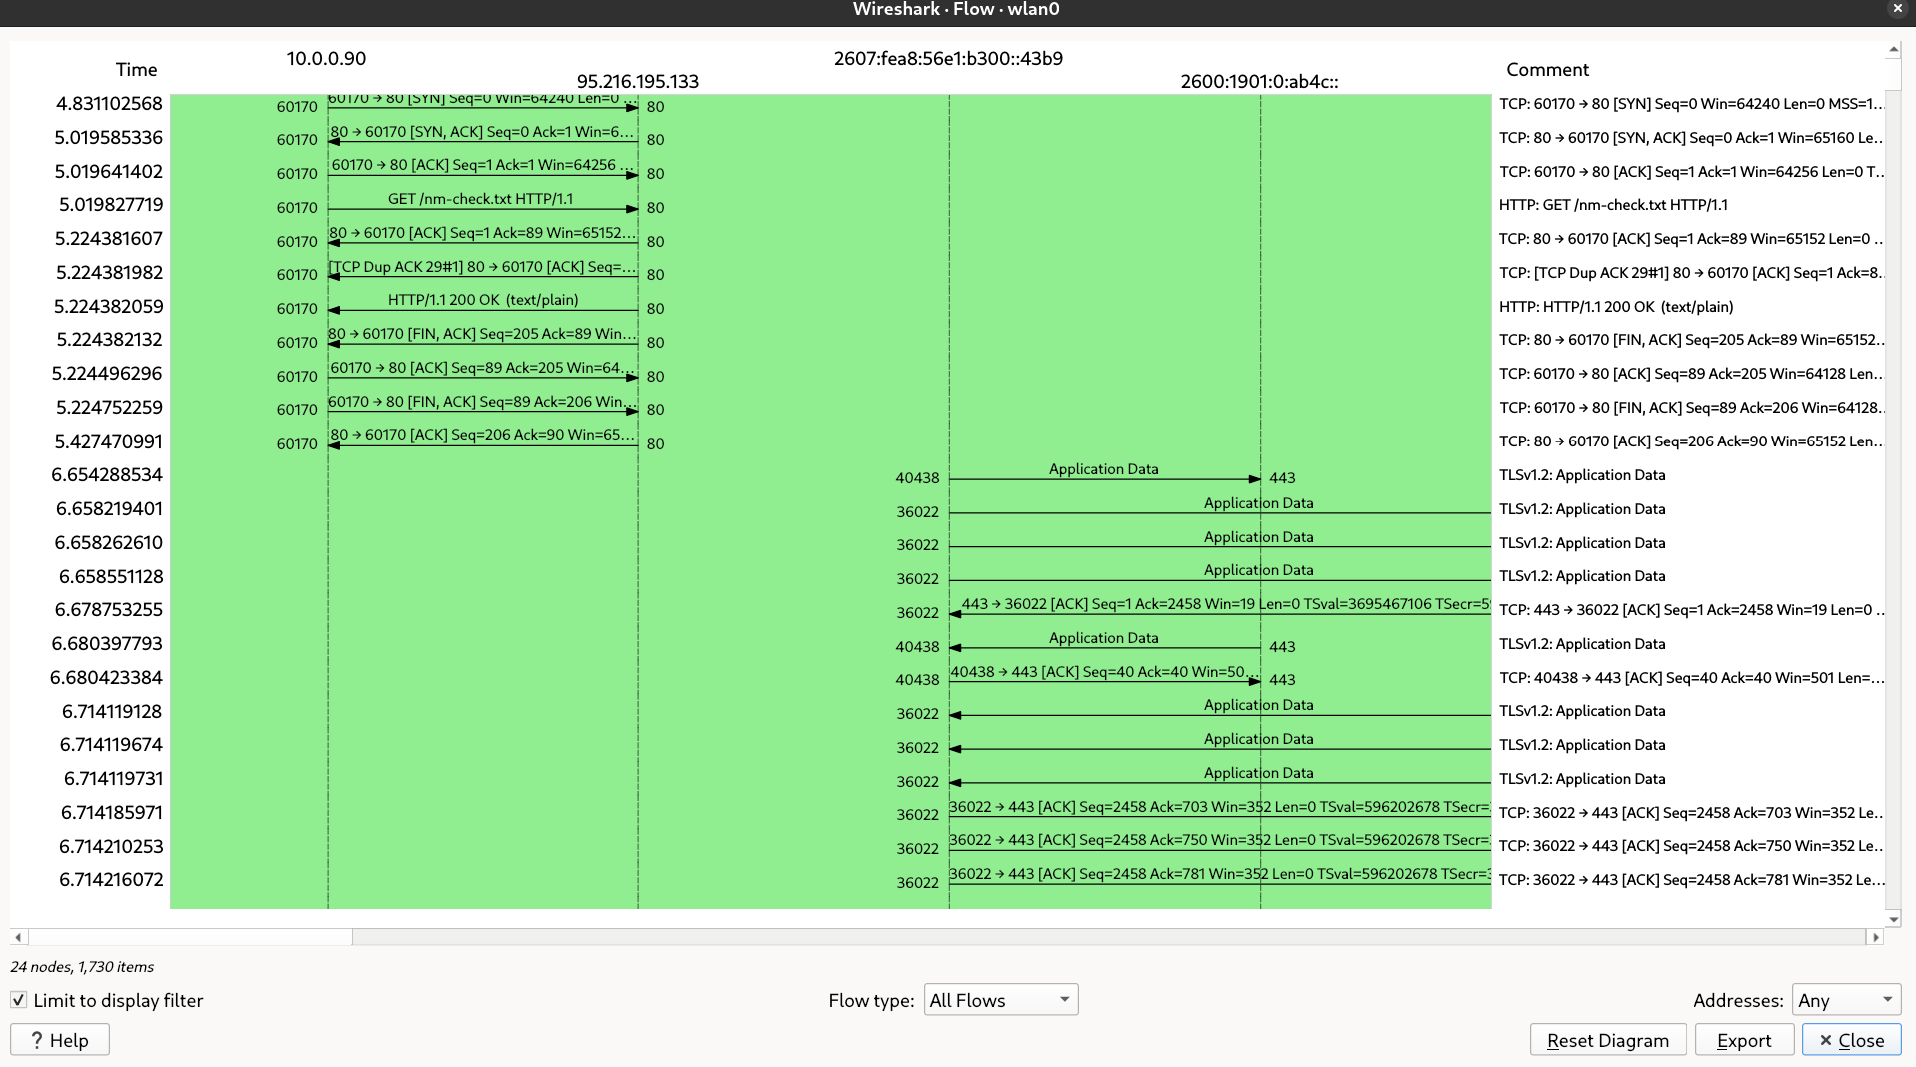 Wireshark · Flow · wlan0
Time 10.0.0.90 95.216.195.133 2607:fea8:56e1:b300::43b9 2600:1901:0:ab4c:: Comment
4.831102568 60170 60170 → 80 [SYN] Seq=0 Win=64240 Len=0 … 80 TCP: 60170 → 80 [SYN] Seq=0 Win=64240 Len=0 MSS=1…
5.019585336 60170 80 → 60170 [SYN, ACK] Seq=0 Ack=1 Win=6… 80 TCP: 80 → 60170 [SYN, ACK] Seq=0 Ack=1 Win=65160 Le…
5.019641402 60170 60170 → 80 [ACK] Seq=1 Ack=1 Win=64256 … 80 TCP: 60170 → 80 [ACK] Seq=1 Ack=1 Win=64256 Len=0 T…
5.019827719 60170 GET /nm-check.txt HTTP/1.1 80 HTTP: GET /nm-check.txt HTTP/1.1
5.224381607 60170 80 → 60170 [ACK] Seq=1 Ack=89 Win=65152… 80 TCP: 80 → 60170 [ACK] Seq=1 Ack=89 Win=65152 Len=0 …
5.224381982 60170 [TCP Dup ACK 29#1] 80 → 60170 [ACK] Seq=… 80 TCP: [TCP Dup ACK 29#1] 80 → 60170 [ACK] Seq=1 Ack=8…
5.224382059 60170 HTTP/1.1 200 OK (text/plain) 80 HTTP: HTTP/1.1 200 OK (text/plain)
5.224382132 60170 80 → 60170 [FIN, ACK] Seq=205 Ack=89 Win… 80 TCP: 80 → 60170 [FIN, ACK] Seq=205 Ack=89 Win=65152…
5.224496296 60170 60170 → 80 [ACK] Seq=89 Ack=205 Win=64… 80 TCP: 60170 → 80 [ACK] Seq=89 Ack=205 Win=64128 Len…
5.224752259 60170 60170 → 80 [FIN, ACK] Seq=89 Ack=206 Win… 80 TCP: 60170 → 80 [FIN, ACK] Seq=89 Ack=206 Win=64128…
5.427470991 60170 80 → 60170 [ACK] Seq=206 Ack=90 Win=65… 80 TCP: 80 → 60170 [ACK] Seq=206 Ack=90 Win=65152 Len…
6.654288534 40438 Application Data 443 TLSv1.2: Application Data
6.658219401 36022 Application Data TLSv1.2: Application Data
6.658262610 36022 Application Data TLSv1.2: Application Data
6.658551128 36022 Application Data TLSv1.2: Application Data
6.678753255 36022 443 → 36022 [ACK] Seq=1 Ack=2458 Win=19 Len=0 TSval=3695467106 TSecr=5 TCP: 443 → 36022 [ACK] Seq=1 Ack=2458 Win=19 Len=0 …
6.680397793 40438 Application Data 443 TLSv1.2: Application Data
6.680423384 40438 40438 → 443 [ACK] Seq=40 Ack=40 Win=50… 443 TCP: 40438 → 443 [ACK] Seq=40 Ack=40 Win=501 Len=…
6.714119128 36022 Application Data TLSv1.2: Application Data
6.714119674 36022 Application Data TLSv1.2: Application Data
6.714119731 36022 Application Data TLSv1.2: Application Data
6.714185971 36022 36022 → 443 [ACK] Seq=2458 Ack=703 Win=352 Len=0 TSval=596202678 TSecr= TCP: 36022 → 443 [ACK] Seq=2458 Ack=703 Win=352 Le…
6.714210253 36022 36022 → 443 [ACK] Seq=2458 Ack=750 Win=352 Len=0 TSval=596202678 TSecr= TCP: 36022 → 443 [ACK] Seq=2458 Ack=750 Win=352 Le…
6.714216072 36022 36022 → 443 [ACK] Seq=2458 Ack=781 Win=352 Len=0 TSval=596202678 TSecr= TCP: 36022 → 443 [ACK] Seq=2458 Ack=781 Win=352 Le…
24 nodes, 1,730 items
Limit to display filter Flow type: All Flows Addresses: Any
? Help Reset Diagram Export Close